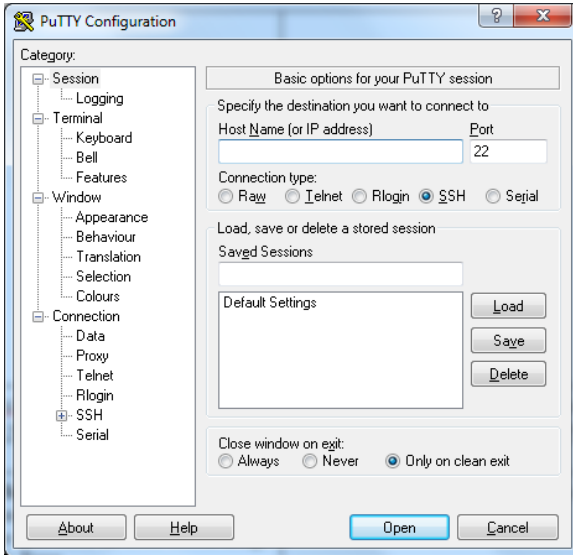 PuTTY Configuration
Category:
Session
Logging
Terminal
Keyboard
Bell
Features
Window
Appearance
Behaviour
Translation
Selection
Colours
Connection
Data
Proxy
Telnet
Rlogin
SSH
Serial
Basic options for your PuTTY session
Specify the destination you want to connect to
Host Name (or IP address) Port
22
Connection type:
Raw Telnet Rlogin SSH Serial
Load, save or delete a stored session
Saved Sessions
Default Settings
Load
Save
Delete
Close window on exit:
Always Never Only on clean exit
About Help Open Cancel